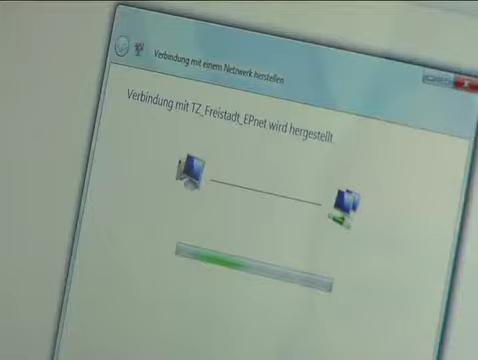 Verbindung mit einem Netzwerk herstellen
Verbindung mit TZ_Freistadt_EPnet wird hergestellt